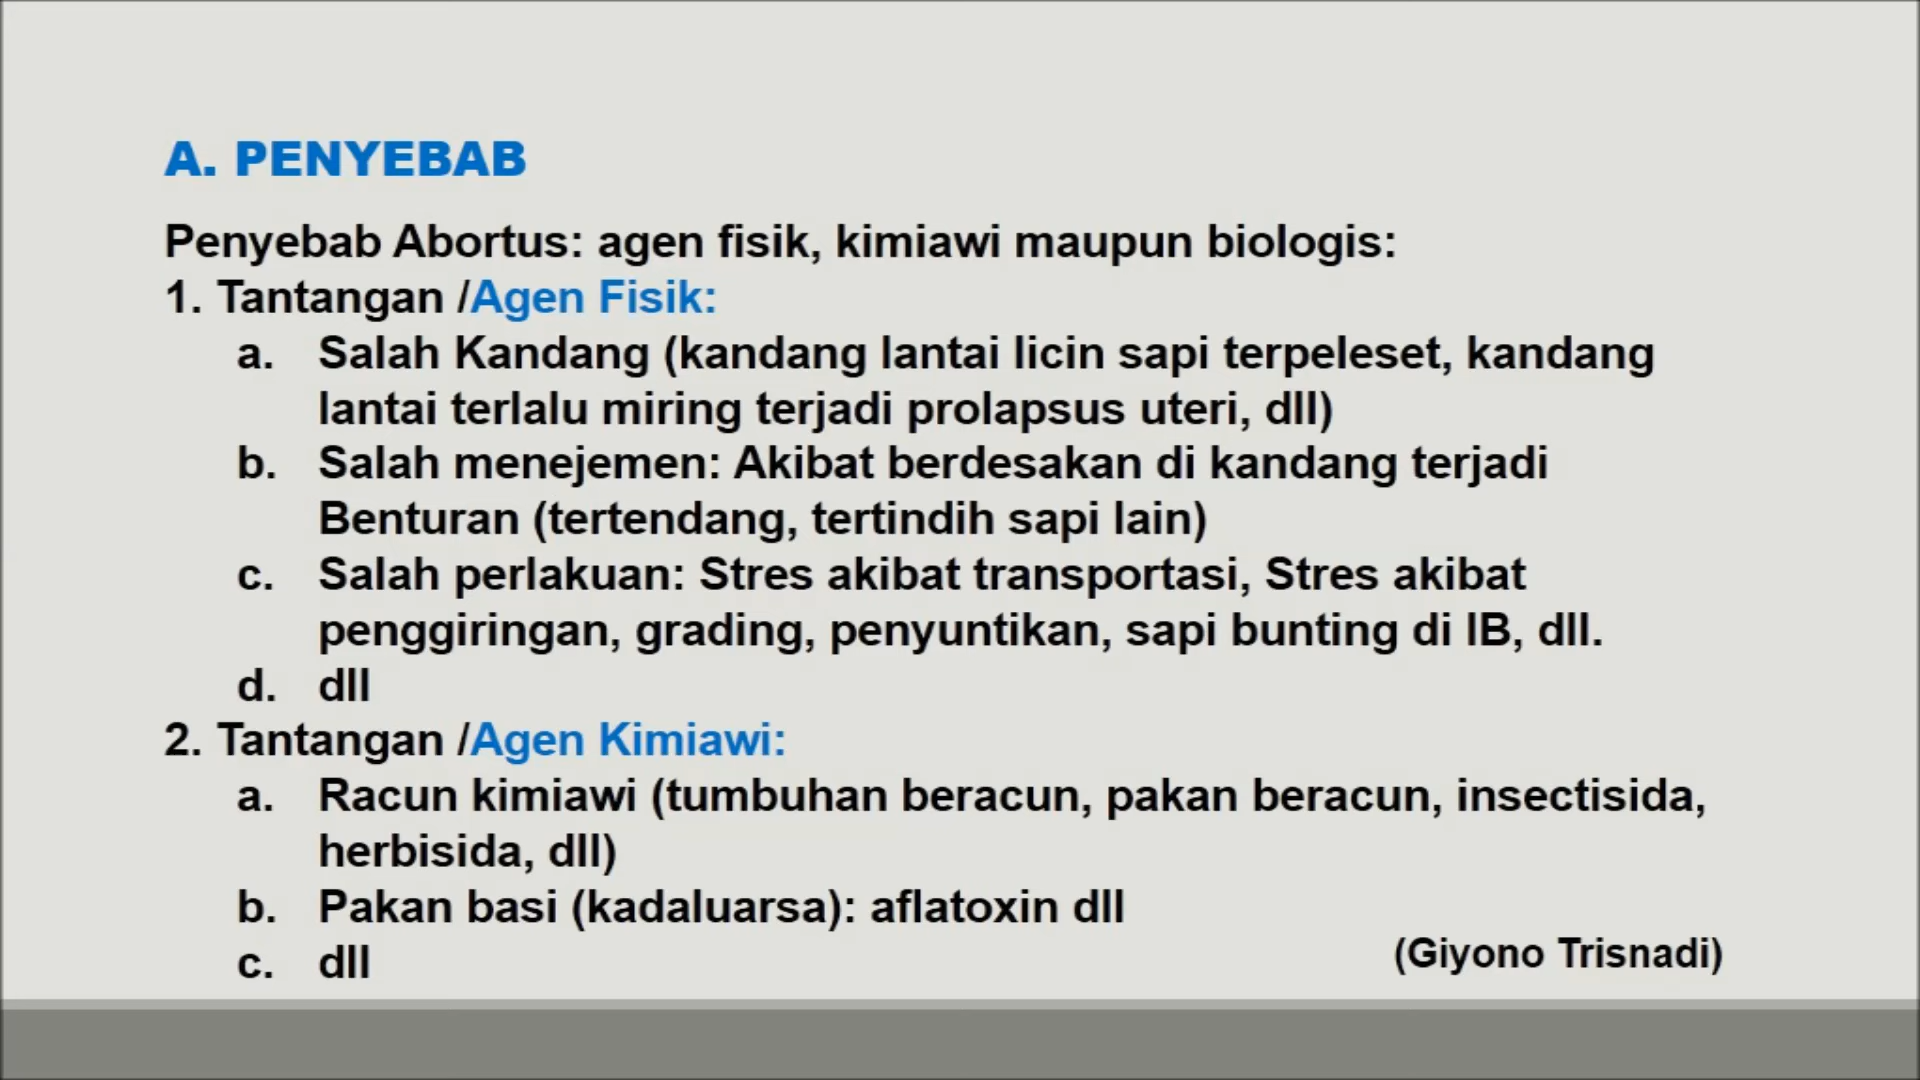 A. PENYEBAB
Penyebab Abortus: agen fisik, kimiawi maupun biologis:
1. Tantangan /Agen Fisik:
a. Salah Kandang (kandang lantai licin sapi terpeleset, kandang
lantai terlalu miring terjadi prolapsus uteri, dll)
b. Salah menejemen: Akibat berdesakan di kandang terjadi
Benturan (tertendang, tertindih sapi lain)
c. Salah perlakuan: Stres akibat transportasi, Stres akibat
penggiringan, grading, penyuntikan, sapi bunting di IB, dll.
d. dll
2. Tantangan /Agen Kimiawi:
a. Racun kimiawi (tumbuhan beracun, pakan beracun, insectisida,
herbisida, dll)
b. Pakan basi (kadaluarsa): aflatoxin dll
c. dll
(Giyono Trisnadi)